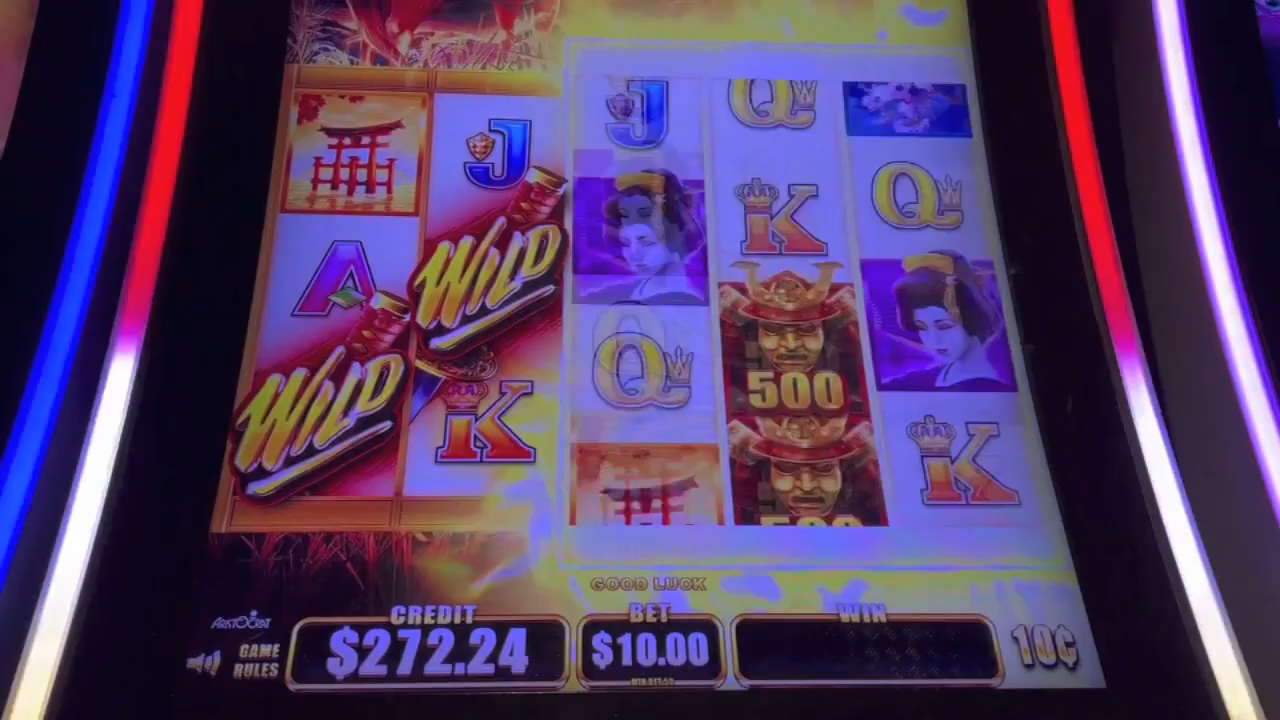 J
Q
J
Q
K
WILD
A
500
Q
WILD
K
K
GOOD LUCK
ARISTOCRAT
CREDIT
BET
WIN
GAME
RULES
$272.24
$10.00
10¢